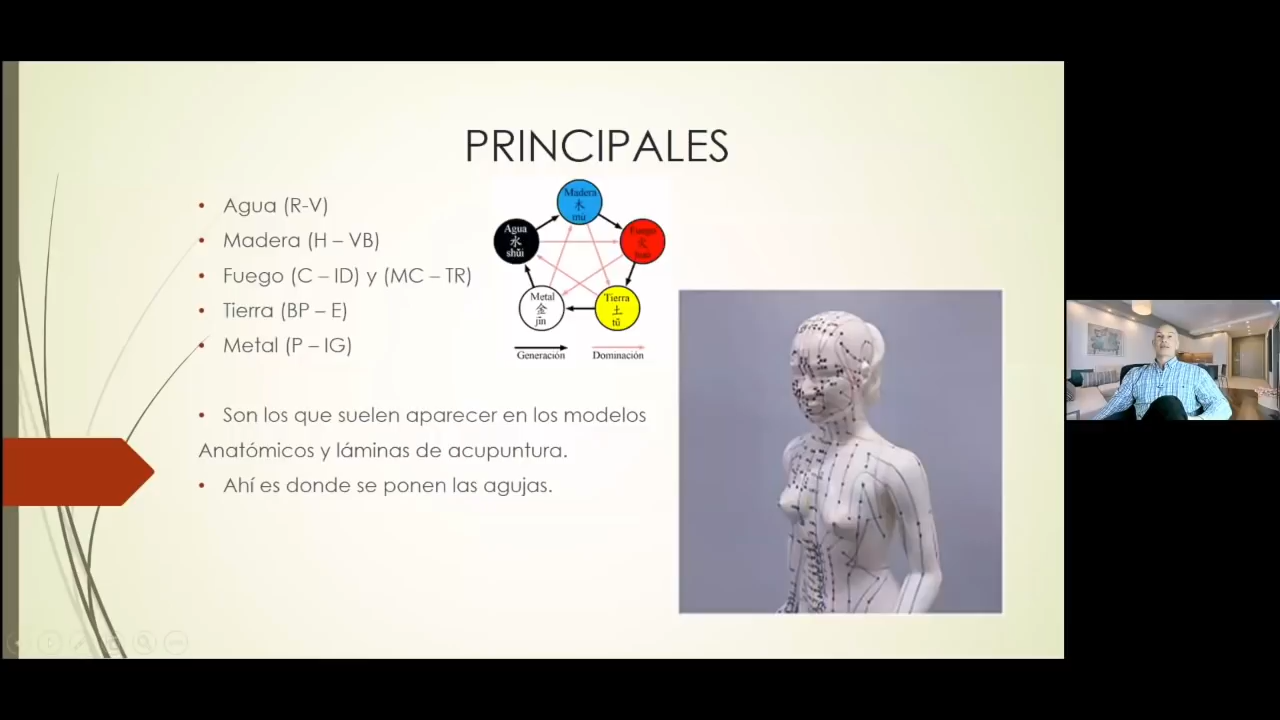 PRINCIPALES
• Agua (R-V)
• Madera (H – VB)
• Fuego (C – ID) y (MC – TR)
• Tierra (BP – E)
• Metal (P – IG)
• Son los que suelen aparecer en los modelos
Anatómicos y láminas de acupuntura.
• Ahí es donde se ponen las agujas.
Madera
木
mù
Agua
水
shuǐ
Fuego
Metal
金
jīn
Tierra
土
tǔ
Generación
Dominación